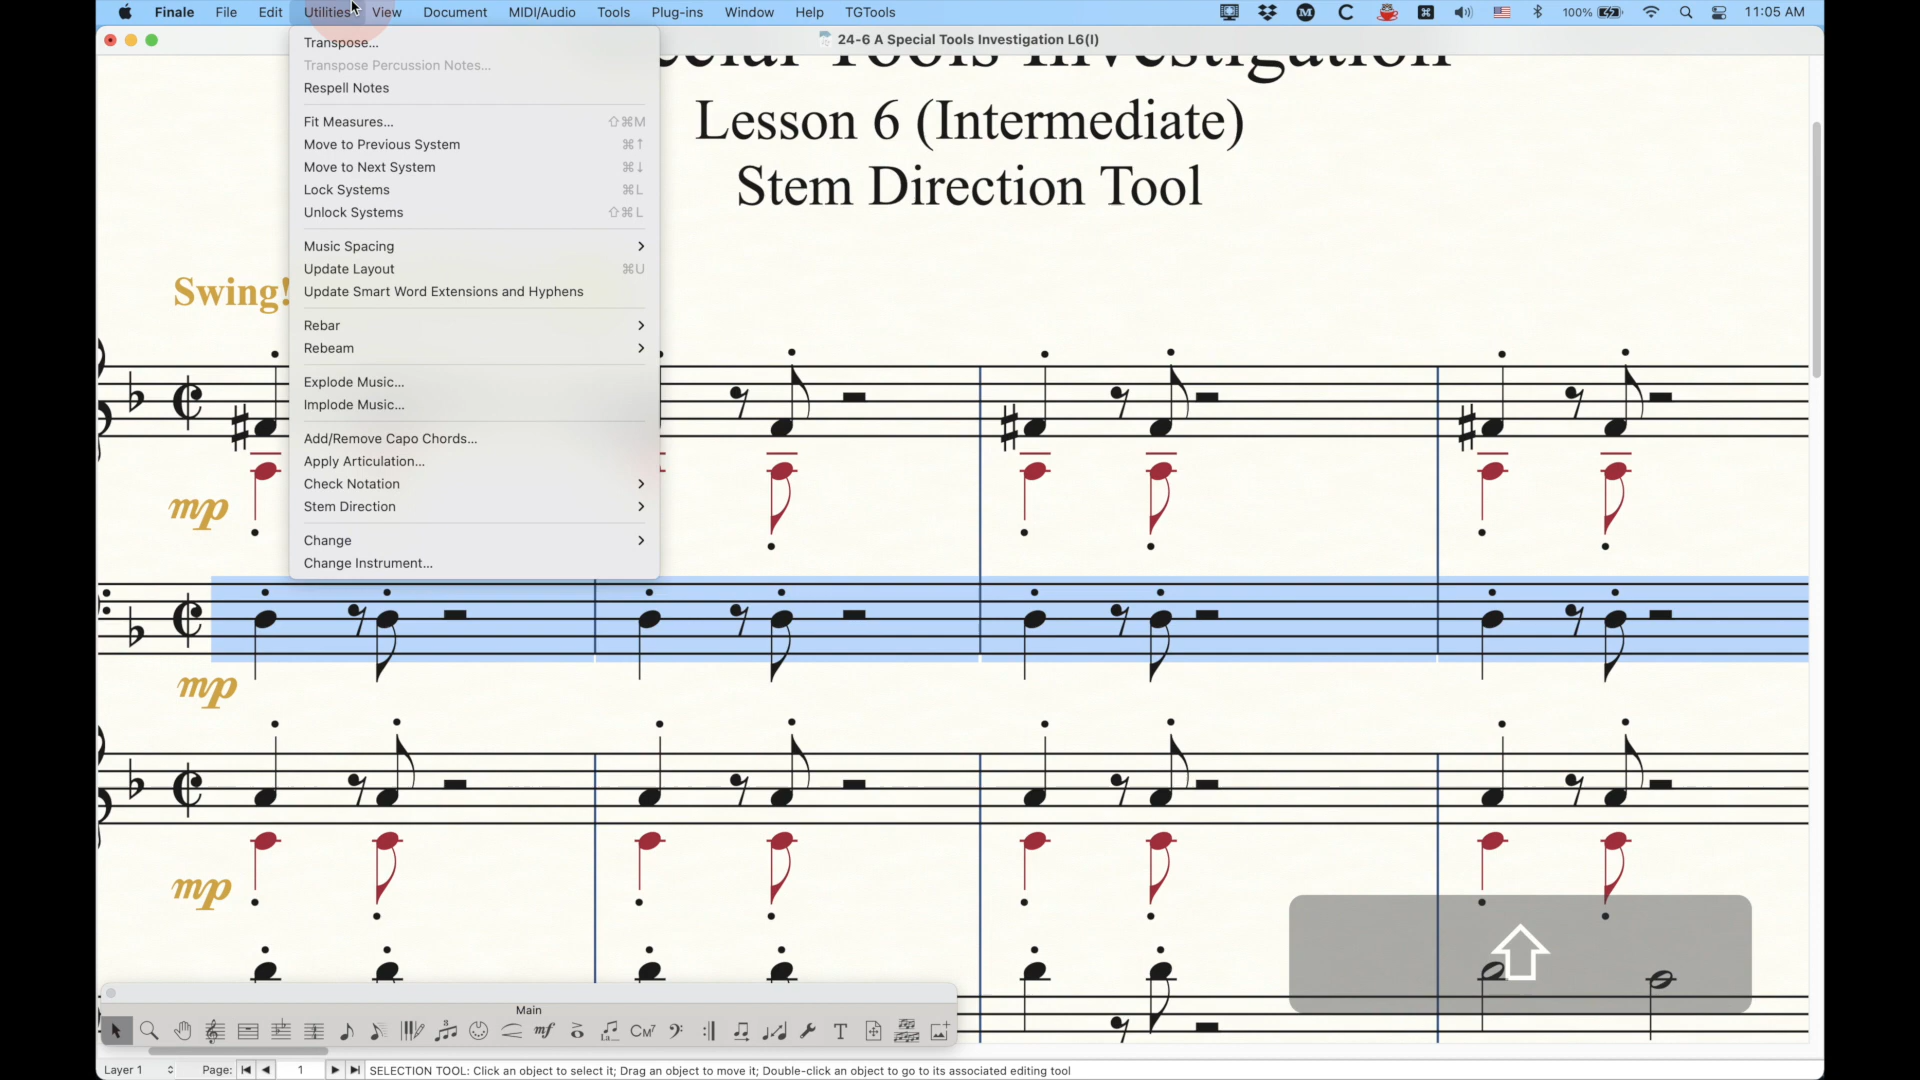 Finale File Edit Utilities View Document MIDI/Audio Tools Plug-ins Window Help TGTools 100% 11:05 AM
24-6 A Special Tools Investigation L6(I)
Lesson 6 (Intermediate)
Stem Direction Tool
Transpose...
Transpose Percussion Notes...
Respell Notes
Fit Measures... ⇧⌘M
Move to Previous System ⌘↑
Move to Next System ⌘↓
Lock Systems ⌘L
Unlock Systems ⇧⌘L
Music Spacing
Update Layout ⌘U
Update Smart Word Extensions and Hyphens
Rebar
Rebeam
Explode Music...
Implode Music...
Add/Remove Capo Chords...
Apply Articulation...
Check Notation
Stem Direction
Change
Change Instrument...
Swing!
mp
mp
mp
Main
mf CM7 T
Layer 1 Page: 1 SELECTION TOOL: Click an object to select it; Drag an object to move it; Double-click an object to go to its associated editing tool